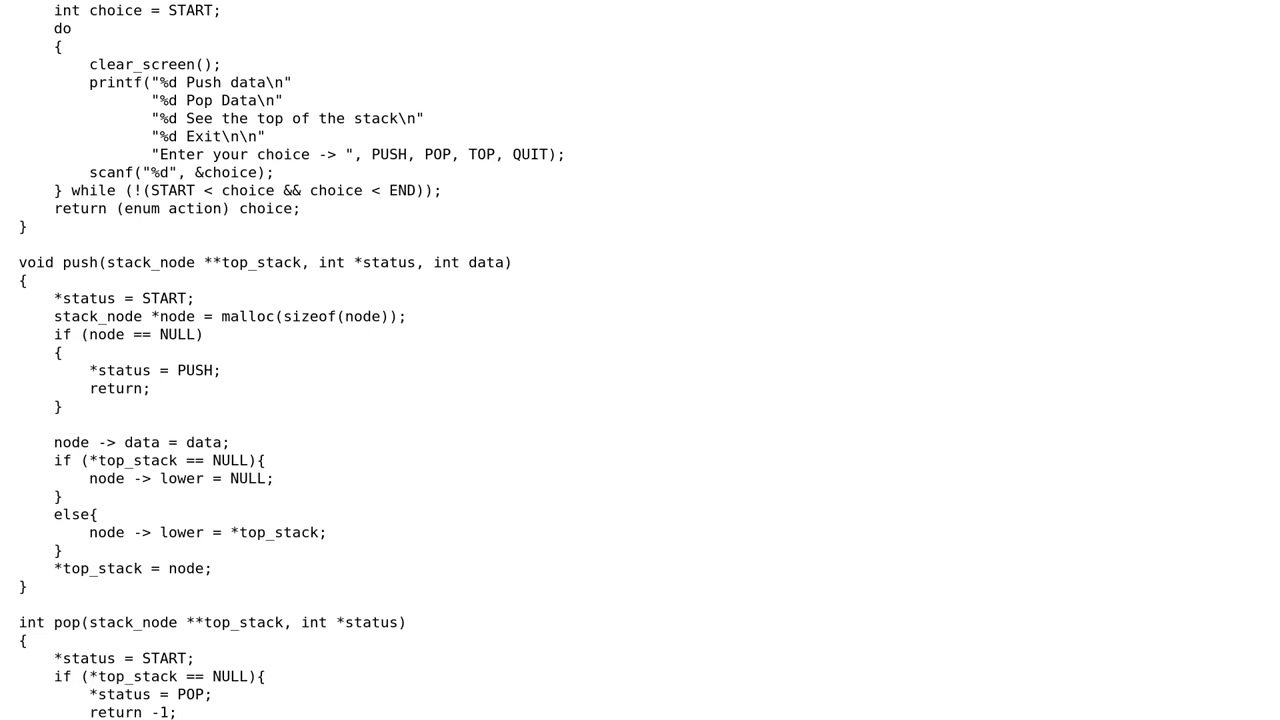 int choice = START;
    do
    {
        clear_screen();
        printf("%d Push data\n"
               "%d Pop Data\n"
               "%d See the top of the stack\n"
               "%d Exit\n\n"
               "Enter your choice -> ", PUSH, POP, TOP, QUIT);
        scanf("%d", &choice);
    } while (!(START < choice && choice < END));
    return (enum action) choice;
}

void push(stack_node **top_stack, int *status, int data)
{
    *status = START;
    stack_node *node = malloc(sizeof(node));
    if (node == NULL)
    {
        *status = PUSH;
        return;
    }

    node -> data = data;
    if (*top_stack == NULL){
        node -> lower = NULL;
    }
    else{
        node -> lower = *top_stack;
    }
    *top_stack = node;
}

int pop(stack_node **top_stack, int *status)
{
    *status = START;
    if (*top_stack == NULL){
        *status = POP;
        return -1;